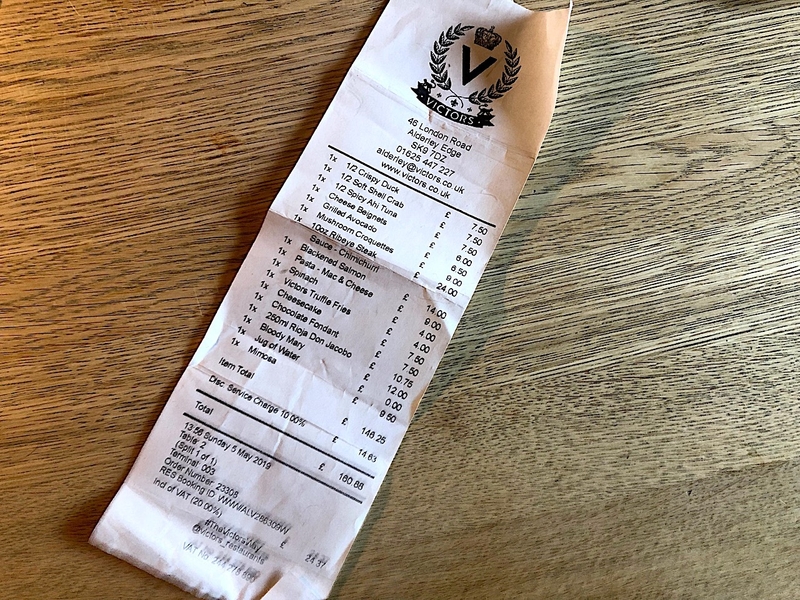 V
VICTORS
46 London Road
Alderley Edge
SK9 7DZ
01625 447 227
alderley@victors.co.uk
www.victors.co.uk
1x 1/2 Crispy Duck £ 7.50
1x 1/2 Soft Shell Crab £ 7.50
1x 1/2 Spicy Ahi Tuna £ 7.50
1x Cheese Beignets £ 6.00
1x Grilled Avocado £ 6.50
1x Mushroom Croquettes £ 9.00
1x 10oz Ribeye Steak £ 24.00
Sauce - Chimichurri
1x Blackened Salmon £ 14.00
1x Pasta - Mac & Cheese £ 9.00
1x Spinach £ 4.00
1x Victors Truffle Fries £ 4.00
1x Cheesecake £ 7.50
1x Chocolate Fondant £ 7.50
1x 250ml Rioja Don Jacobo £ 10.75
1x Bloody Mary £ 12.00
1x Jug of Water £ 0.00
1x Mimosa £ 9.50
Item Total £ 146.25
Disc. Service Charge 10.00% £ 14.63
Total £ 160.88
13:56 Sunday 5 May 2019
Table: 2
(Split 1 of 1)
Terminal: 003
Order Number: 23308
RES Booking ID:
Incl of VAT (20.00%) £ 24.37
#TheVictorsWay
@victors_restaurants
VAT No.